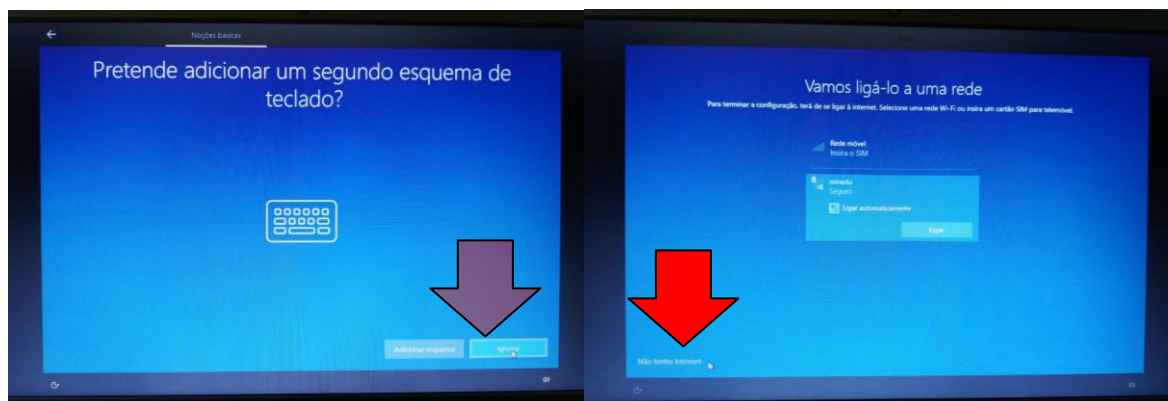 Noções básicas
Pretende adicionar um segundo esquema de
teclado?
Adicionar esquema
Ignorar
Vamos ligá-lo a uma rede
Para terminar a configuração, terá de se ligar à internet. Selecione uma rede Wi-Fi ou insira um cartão SIM para telemóvel.
Rede móvel
Insira o SIM
minedu
Seguro
Ligar automaticamente
Ligar
Não tenho Internet